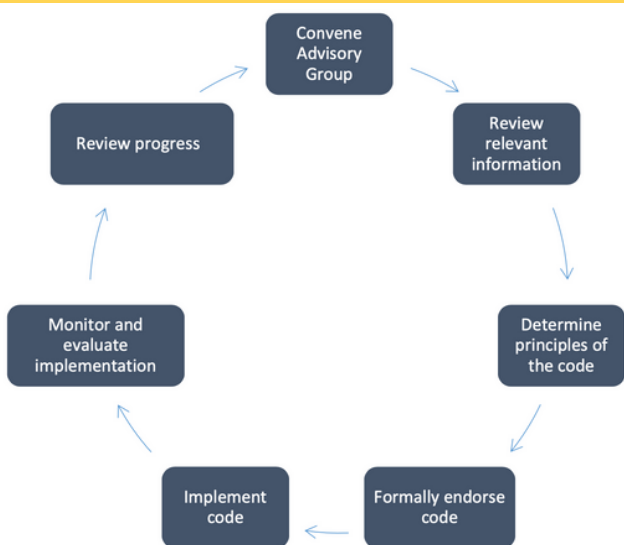 Convene
Advisory
Group
Review
relevant
information
Determine
principles of
the code
Formally endorse
code
Implement
code
Monitor and
evaluate
implementation
Review progress